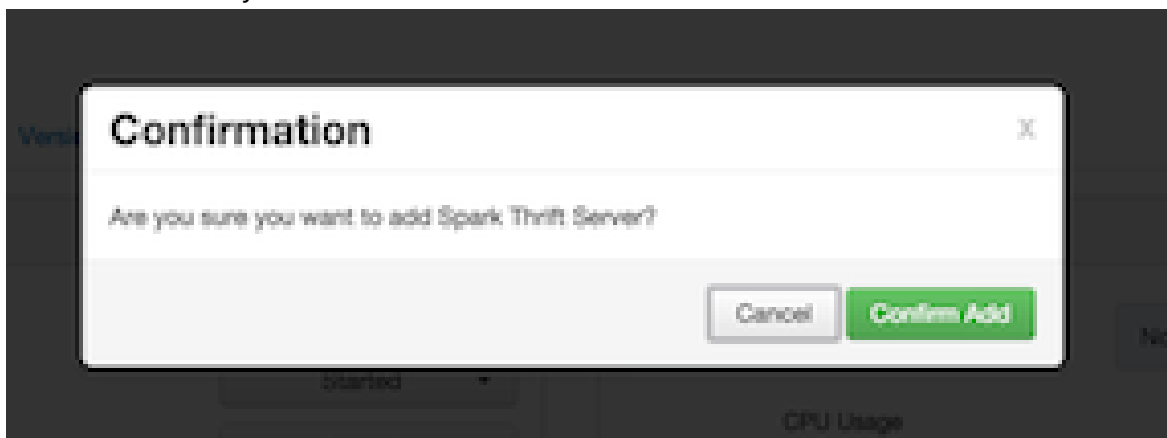 Confirmation
X
Are you sure you want to add Spark Thrift Server?
Cancel
Confirm Add
Started
CPU Usage